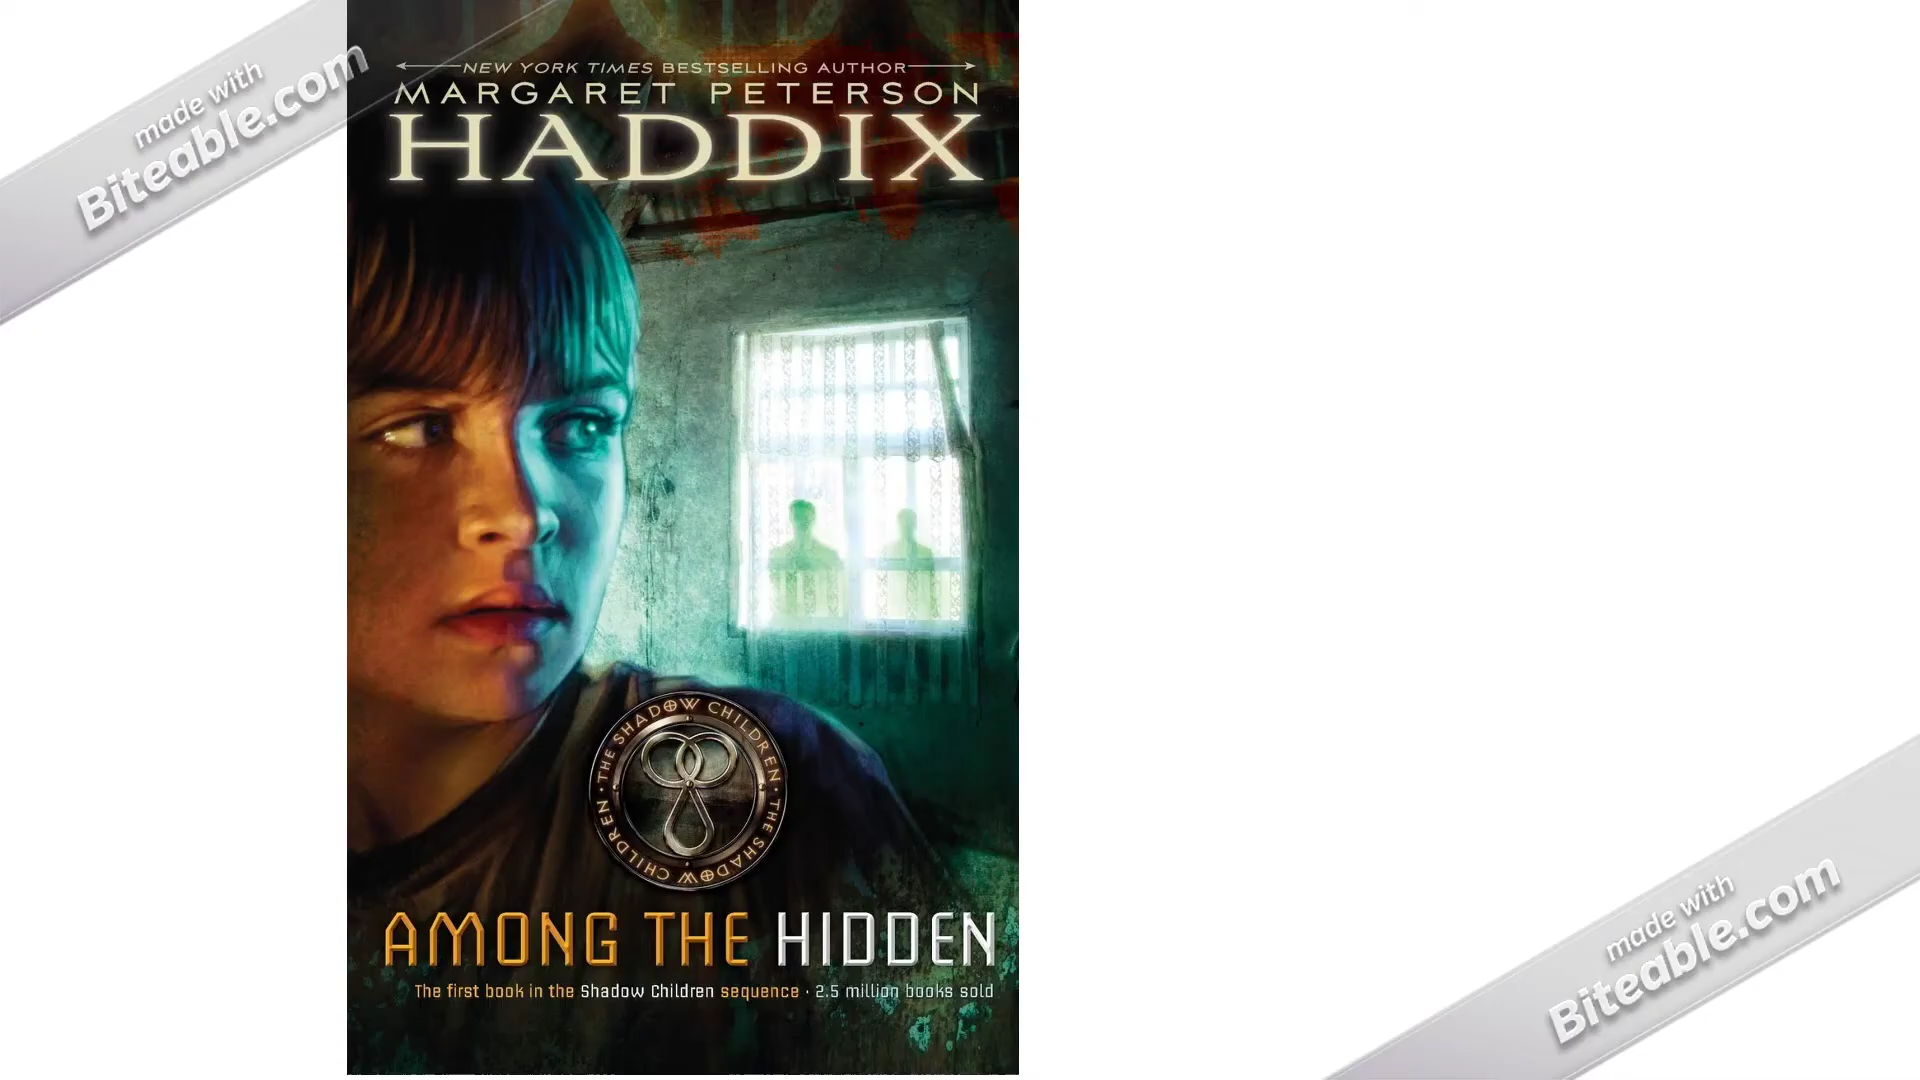 made with
Biteable.com
NEW YORK TIMES BESTSELLING AUTHOR
MARGARET PETERSON
HADDIX
THE SHADOW CHILDREN · THE SHADOW CHILDREN ·
AMONG THE HIDDEN
The first book in the Shadow Children sequence · 2.5 million books sold
made with
Biteable.com